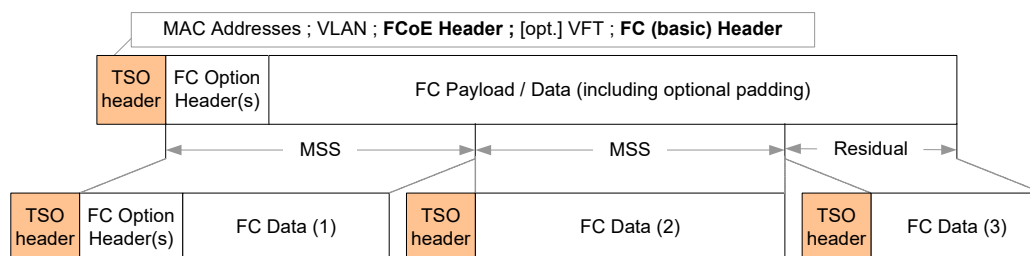 MAC Addresses ; VLAN ; FCoE Header ; [opt.] VFT ; FC (basic) Header
TSO
header
FC Option
Header(s)
FC Payload / Data (including optional padding)
MSS
MSS
Residual
TSO
header
FC Option
Header(s)
FC Data (1)
TSO
header
FC Data (2)
TSO
header
FC Data (3)